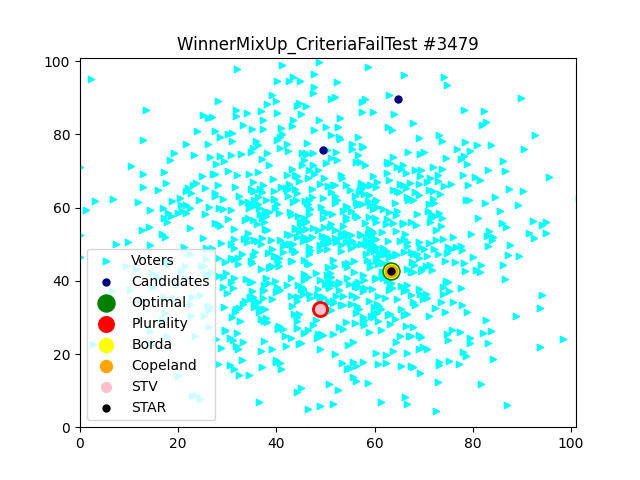 WinnerMixUp_CriteriaFailTest #3479
100
80
60
40
20
0
Voters
Candidates
Optimal
Plurality
Borda
Copeland
STV
STAR
0 20 40 60 80 100